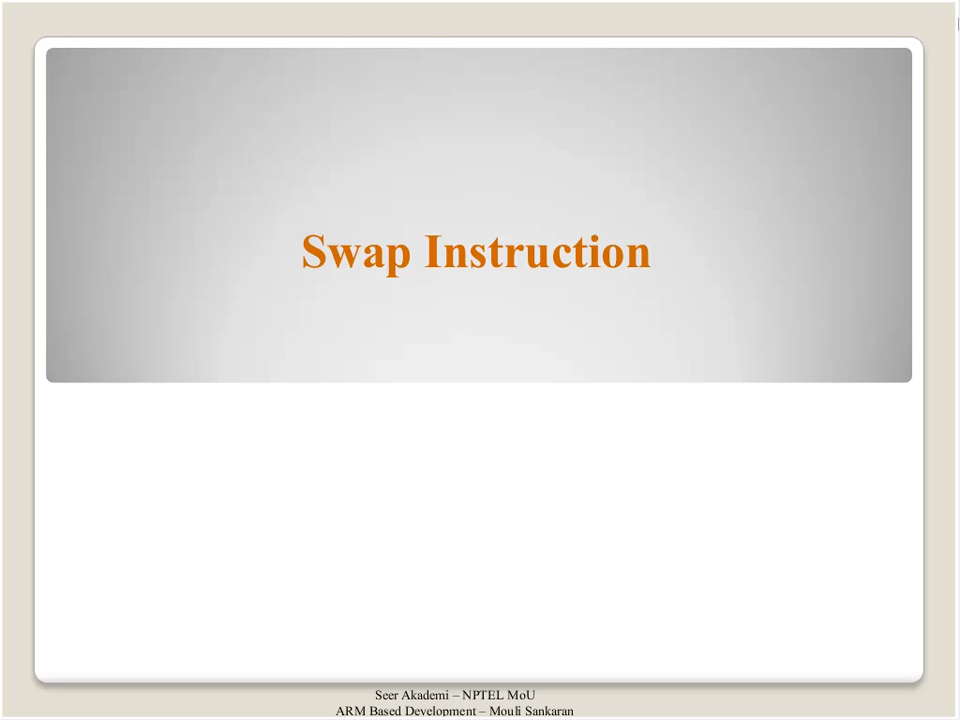 Swap Instruction
Seer Akademi – NPTEL MoU
ARM Based Development – Mouli Sankaran